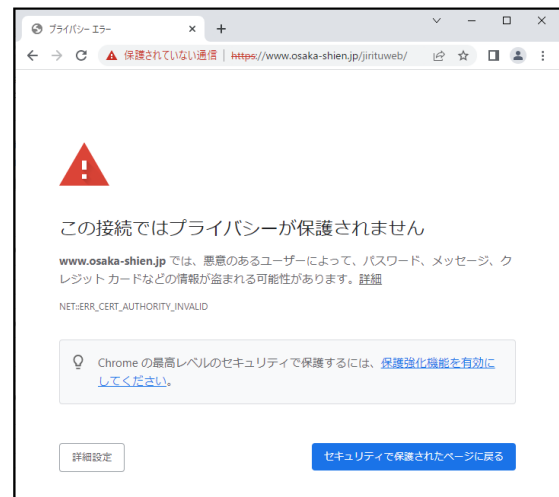 プライバシー エラー
保護されていない通信 | https://www.osaka-shien.jp/jirituweb/
この接続ではプライバシーが保護されません
www.osaka-shien.jp では、悪意のあるユーザーによって、パスワード、メッセージ、ク
レジット カードなどの情報が盗まれる可能性があります。詳細
NET::ERR_CERT_AUTHORITY_INVALID
Chrome の最高レベルのセキュリティで保護するには、保護強化機能を有効に
してください。
詳細設定
セキュリティで保護されたページに戻る